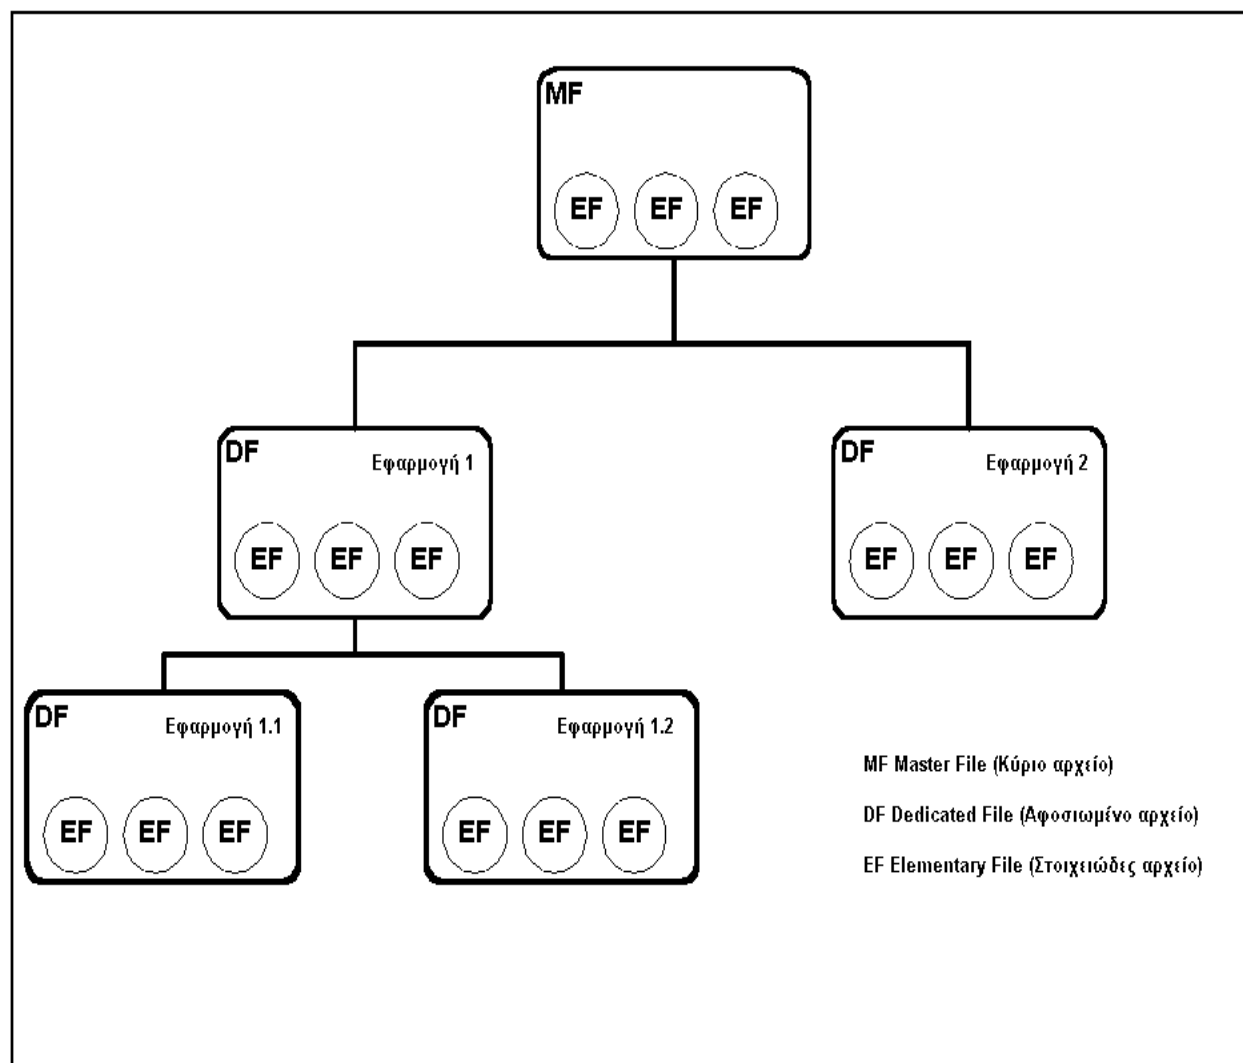 MF
EF EF EF
DF
Εφαρμογή 1
EF EF EF
DF
Εφαρμογή 2
EF EF EF
DF
Εφαρμογή 1.1
EF EF EF
DF
Εφαρμογή 1.2
EF EF EF
MF Master File (Κύριο αρχείο)
DF Dedicated File (Αφοσιωμένο αρχείο)
EF Elementary File (Στοιχειώδες αρχείο)